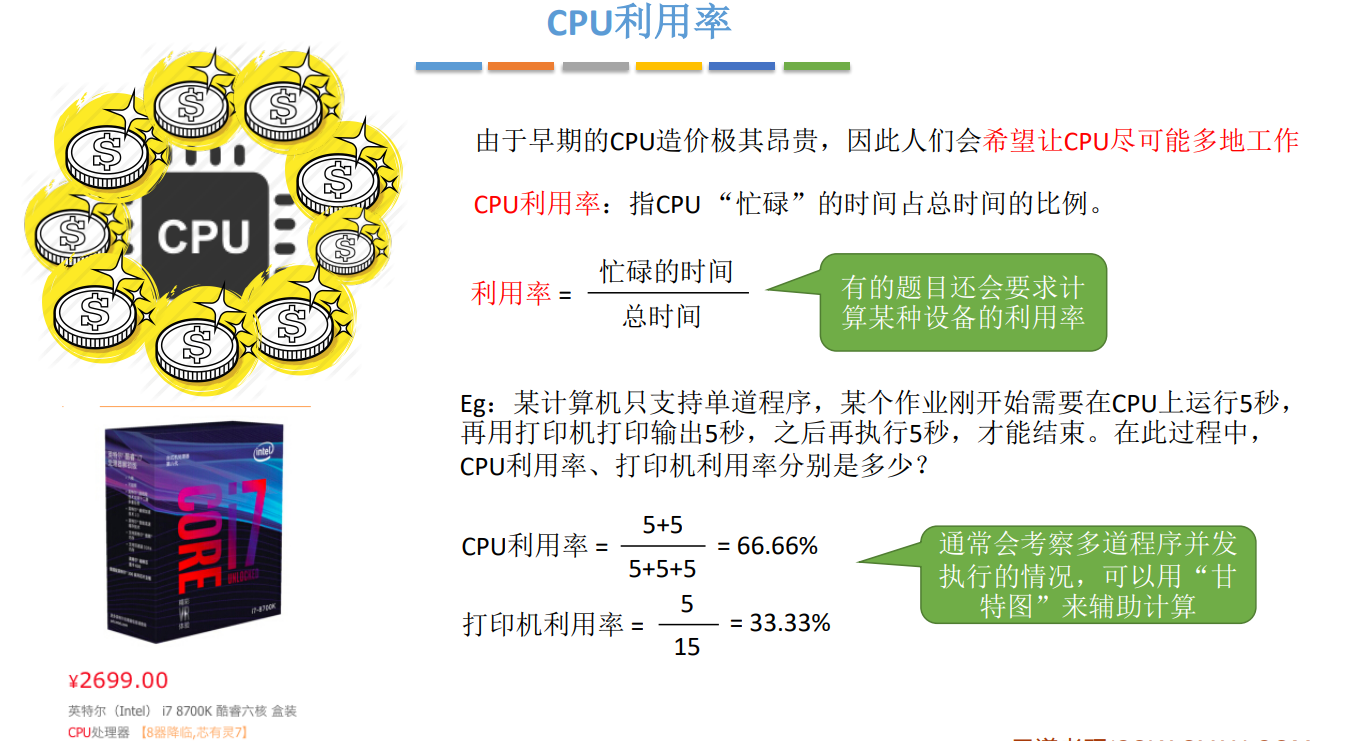 CPU利用率
由于早期的CPU造价极其昂贵，因此人们会希望让CPU尽可能多地工作
CPU利用率：指CPU “忙碌”的时间占总时间的比例。
利用率 =
忙碌的时间
总时间
有的题目还会要求计
算某种设备的利用率
Eg：某计算机只支持单道程序，某个作业刚开始需要在CPU上运行5秒，
再用打印机打印输出5秒，之后再执行5秒，才能结束。在此过程中，
CPU利用率、打印机利用率分别是多少？
CPU利用率 =
5+5
5+5+5
= 66.66%
打印机利用率 =
5
15
= 33.33%
通常会考察多道程序并发
执行的情况，可以用“甘
特图”来辅助计算
CPU
intel
CORE
i7
UNLOCKED
i7-8700K
¥2699.00
英特尔（Intel） i7 8700K 酷睿六核 盒装
CPU处理器 【8器降临,芯有灵7】